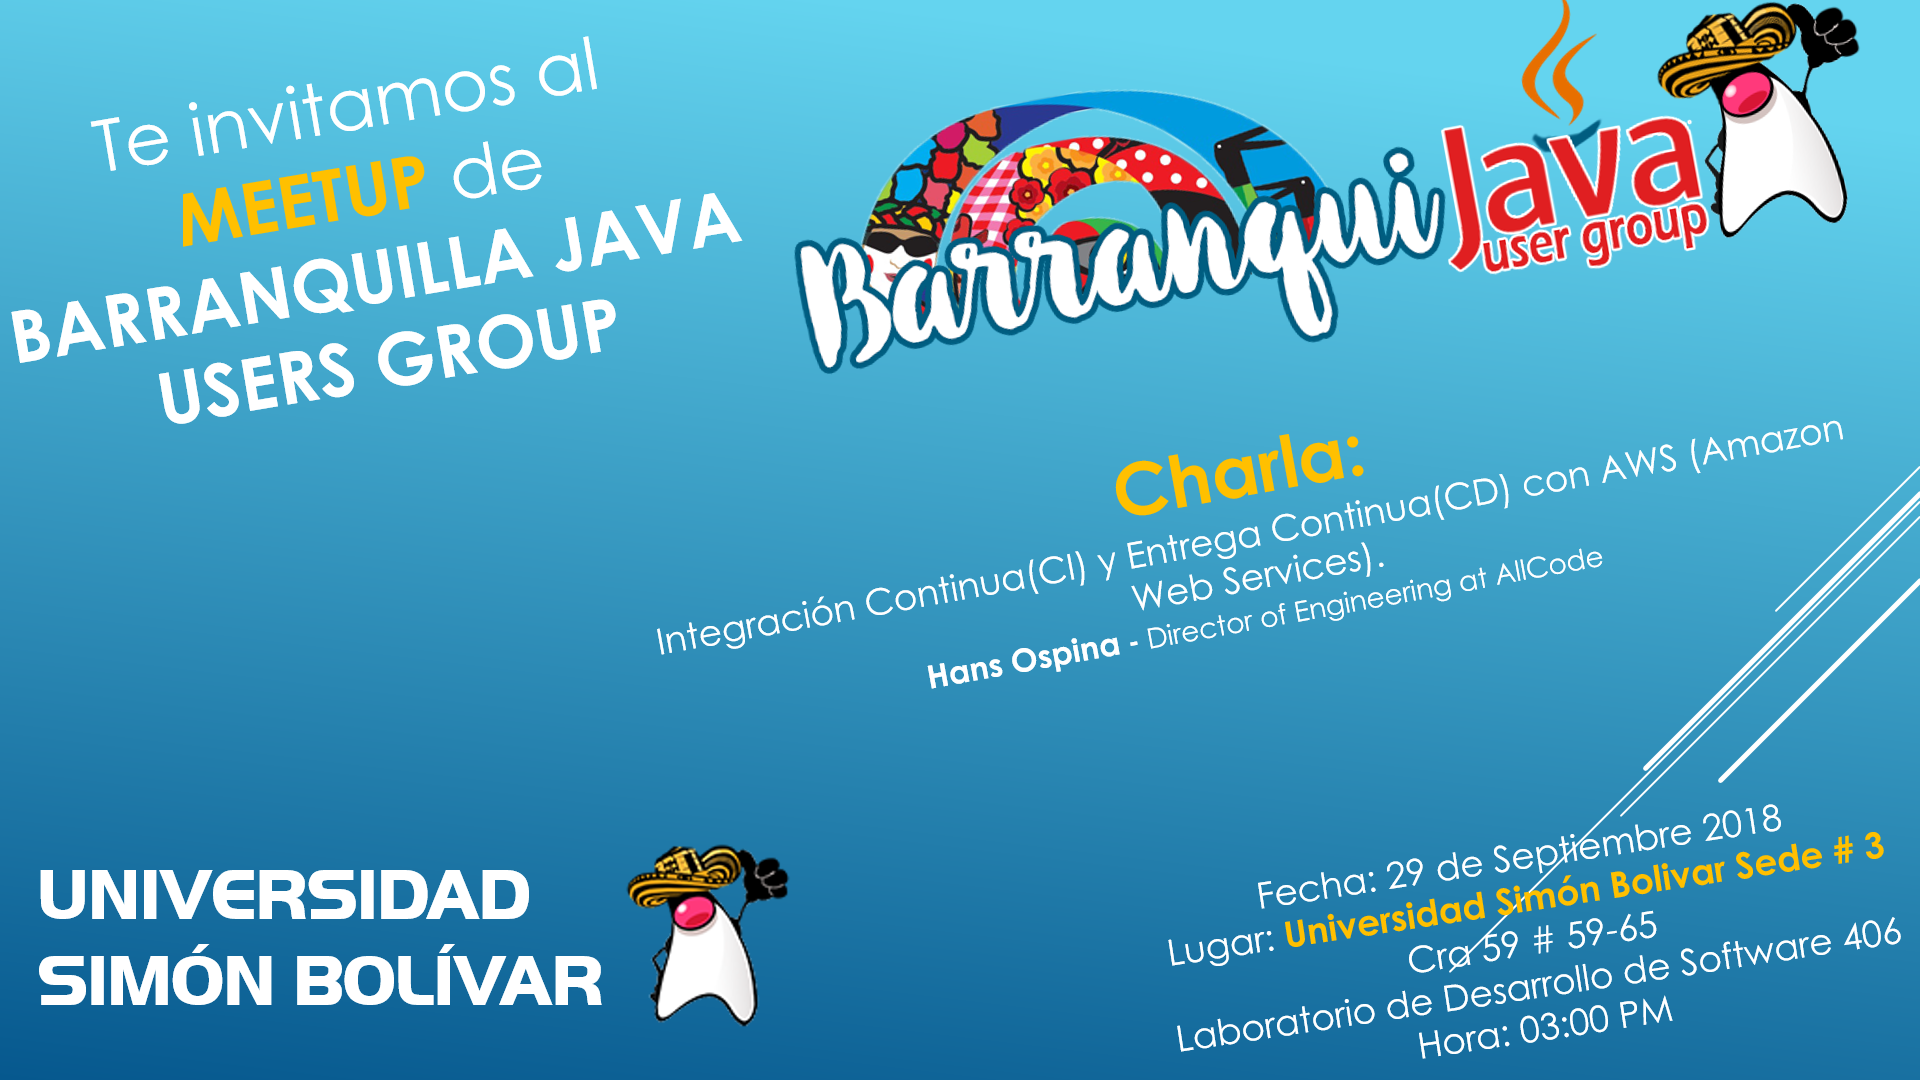 Te invitamos al
MEETUP de
BARRANQUILLA JAVA
USERS GROUP
Barranqui Java
user group
Charla:
Integración Continua(CI) y Entrega Continua(CD) con AWS (Amazon
Web Services).
Hans Ospina - Director of Engineering at AllCode
UNIVERSIDAD
SIMÓN BOLÍVAR
Fecha: 29 de Septiembre 2018
Lugar: Universidad Simón Bolivar Sede # 3
Cra 59 # 59-65
Laboratorio de Desarrollo de Software 406
Hora: 03:00 PM